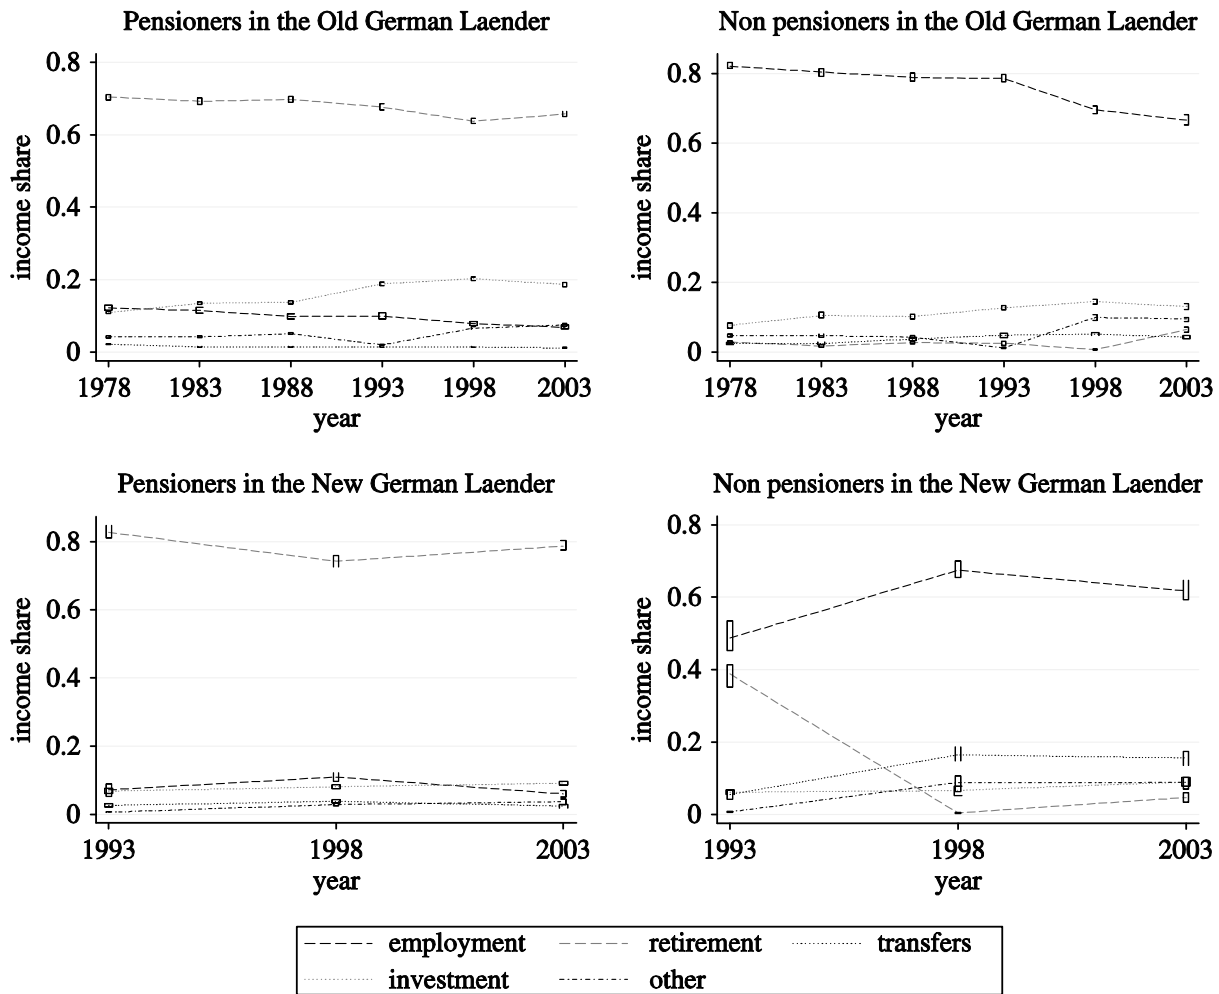 Pensioners in the Old German Laender
0.8
0.6
0.4
0.2
0
income share
1978 1983 1988 1993 1998 2003
year
Non pensioners in the Old German Laender
0.8
0.6
0.4
0.2
0
income share
1978 1983 1988 1993 1998 2003
year
Pensioners in the New German Laender
0.8
0.6
0.4
0.2
0
income share
1993 1998 2003
year
Non pensioners in the New German Laender
0.8
0.6
0.4
0.2
0
income share
1993 1998 2003
year
employment retirement transfers
investment other